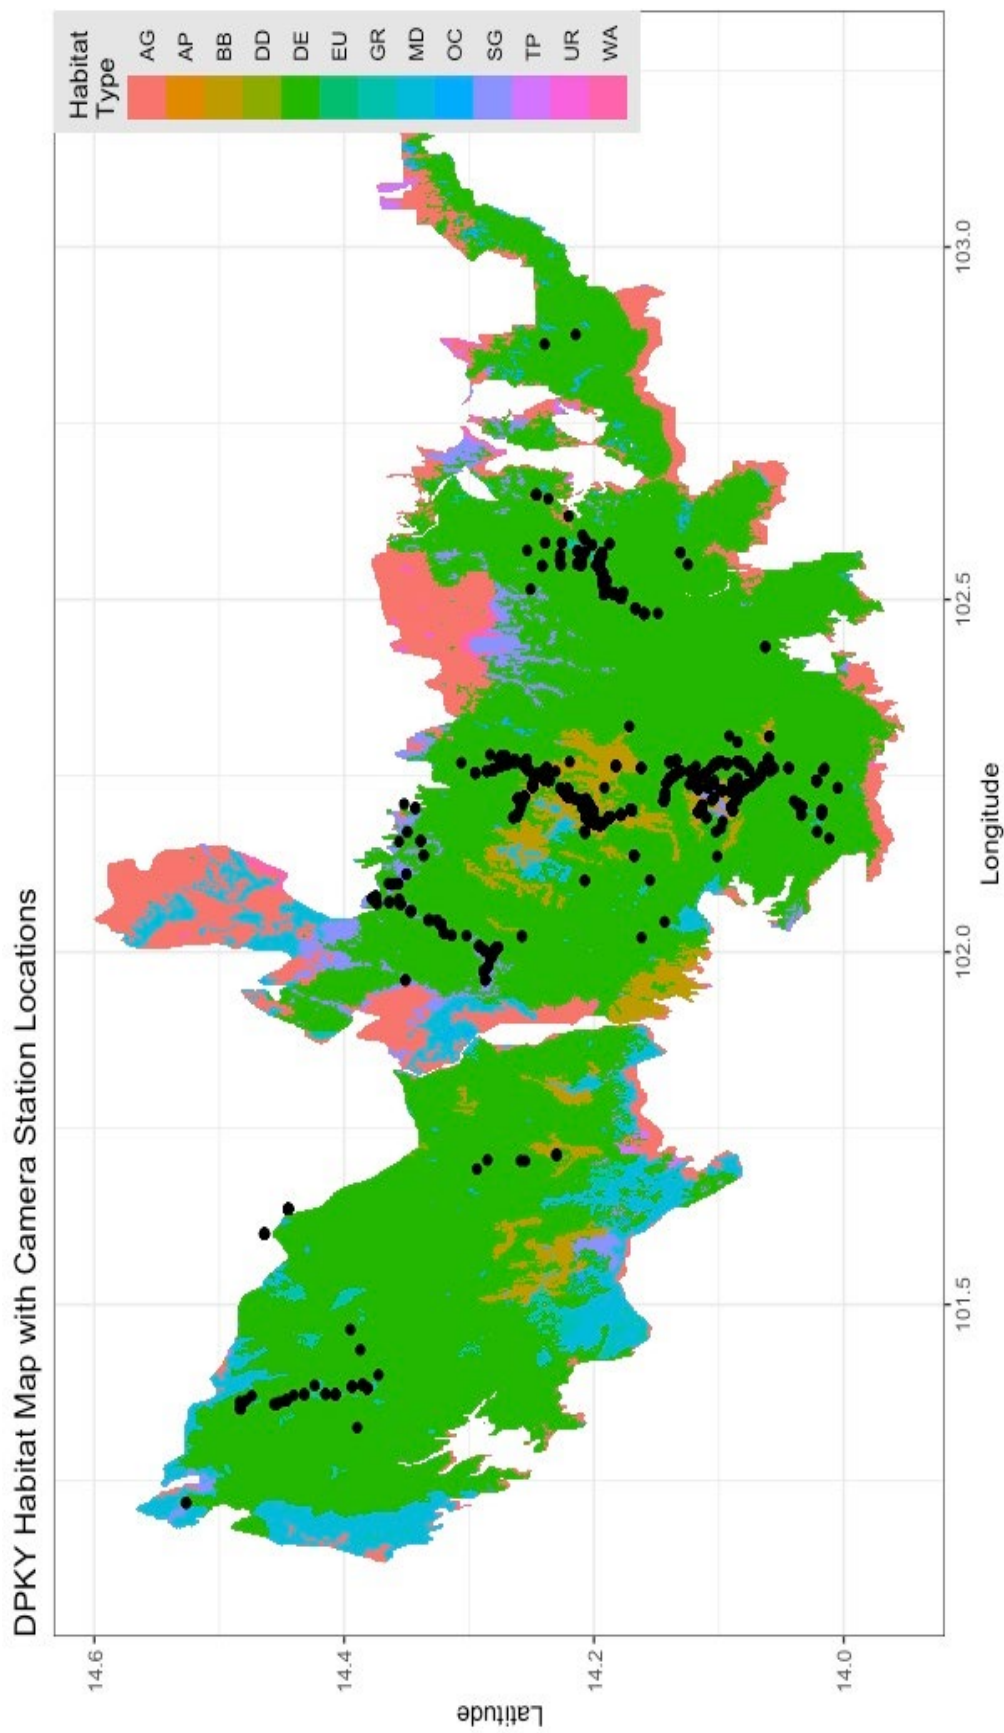 DPKY Habitat Map with Camera Station Locations
Habitat
Type
AG
AP
BB
DD
DE
EU
GR
MD
OC
SG
TP
UR
WA
14.6
14.4
14.2
14.0
Latitude
101.5
102.0
102.5
103.0
Longitude